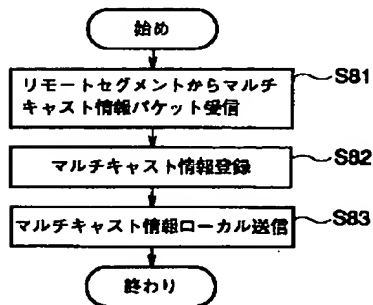 始め
リモートセグメントからマルチ
キャスト情報パケット受信
S81
マルチキャスト情報登録
S82
マルチキャスト情報ローカル送信
S83
終わり